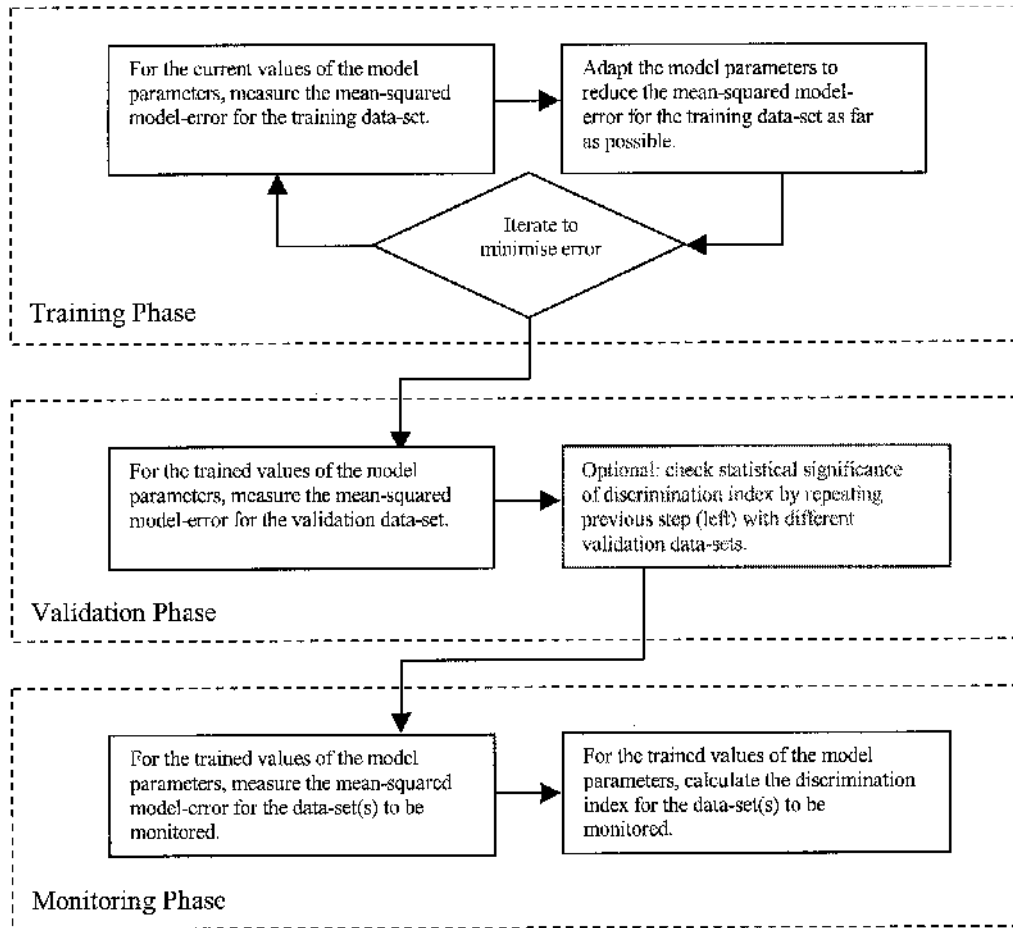 For the current values of the model
parameters, measure the mean-squared
model-error for the training data-set.
Adapt the model parameters to
reduce the mean-squared model-
error for the training data-set as far
as possible.
Iterate to
minimise error
Training Phase
For the trained values of the model
parameters, measure the mean-squared
model-error for the validation data-set.
Optional: check statistical significance
of discrimination index by repeating
previous step (left) with different
validation data-sets.
Validation Phase
For the trained values of the model
parameters, measure the mean-squared
model-error for the data-set(s) to be
monitored.
For the trained values of the model
parameters, calculate the discrimination
index for the data-set(s) to be
monitored.
Monitoring Phase